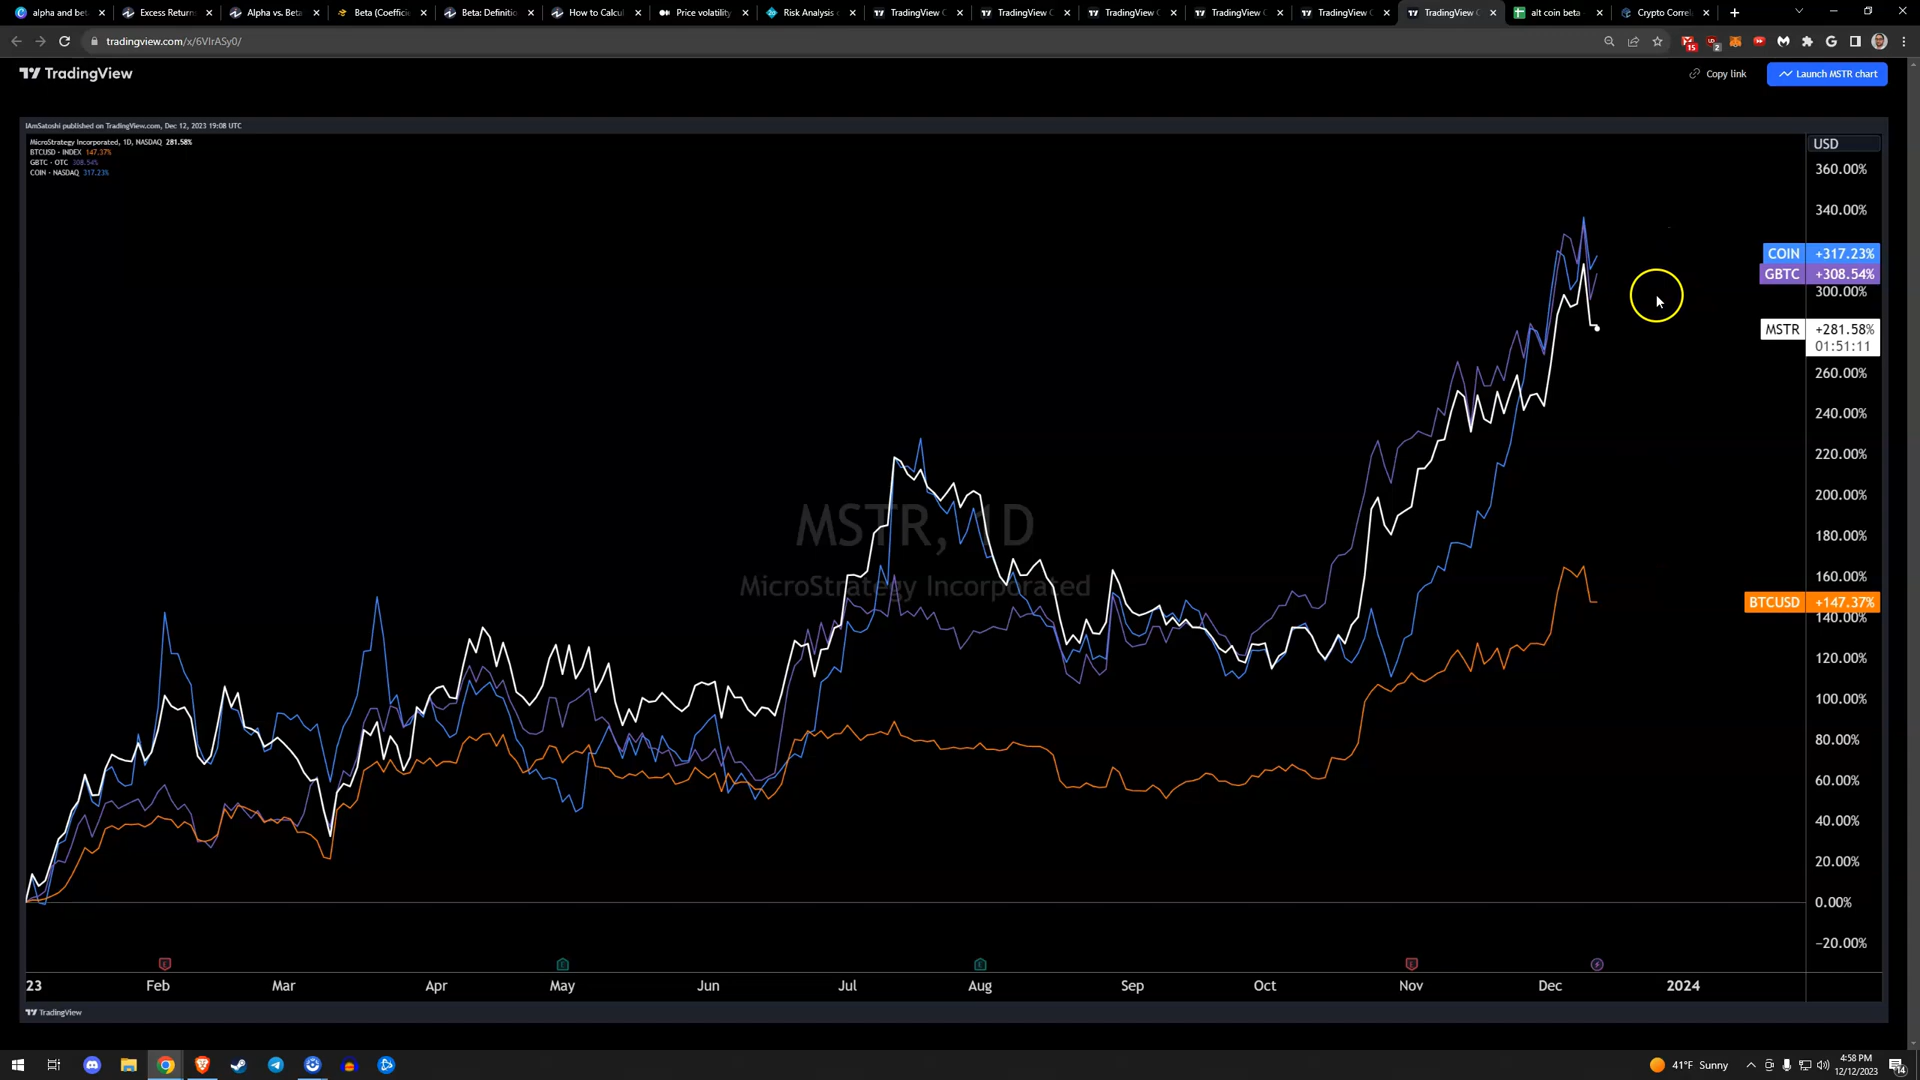 alpha and bet
Excess Return
Alpha vs. Beta
Beta (Coeffici
Beta: Definitio
How to Calcul
Price volatility
Risk Analysis
TradingView
TradingView
TradingView
TradingView
TradingView
TradingView
alt coin beta
Crypto Correl
tradingview.com/x/6VIrASy0/
15
2
TradingView
Copy link
Launch MSTR chart
IAmSatoshi published on TradingView.com, Dec 12, 2023 19:08 UTC
MicroStrategy Incorporated, 1D, NASDAQ 281.58%
BTCUSD · INDEX 147.37%
GBTC · OTC 308.54%
COIN · NASDAQ 317.23%
USD
360.00%
340.00%
COIN +317.23%
GBTC +308.54%
300.00%
MSTR +281.58%
01:51:11
260.00%
240.00%
220.00%
200.00%
180.00%
160.00%
BTCUSD +147.37%
140.00%
120.00%
100.00%
80.00%
60.00%
40.00%
20.00%
0.00%
−20.00%
MSTR, 1D
MicroStrategy Incorporated
E
E
E
E
23 Feb Mar Apr May Jun Jul Aug Sep Oct Nov Dec 2024
TradingView
41°F Sunny
4:58 PM
12/12/2023
14